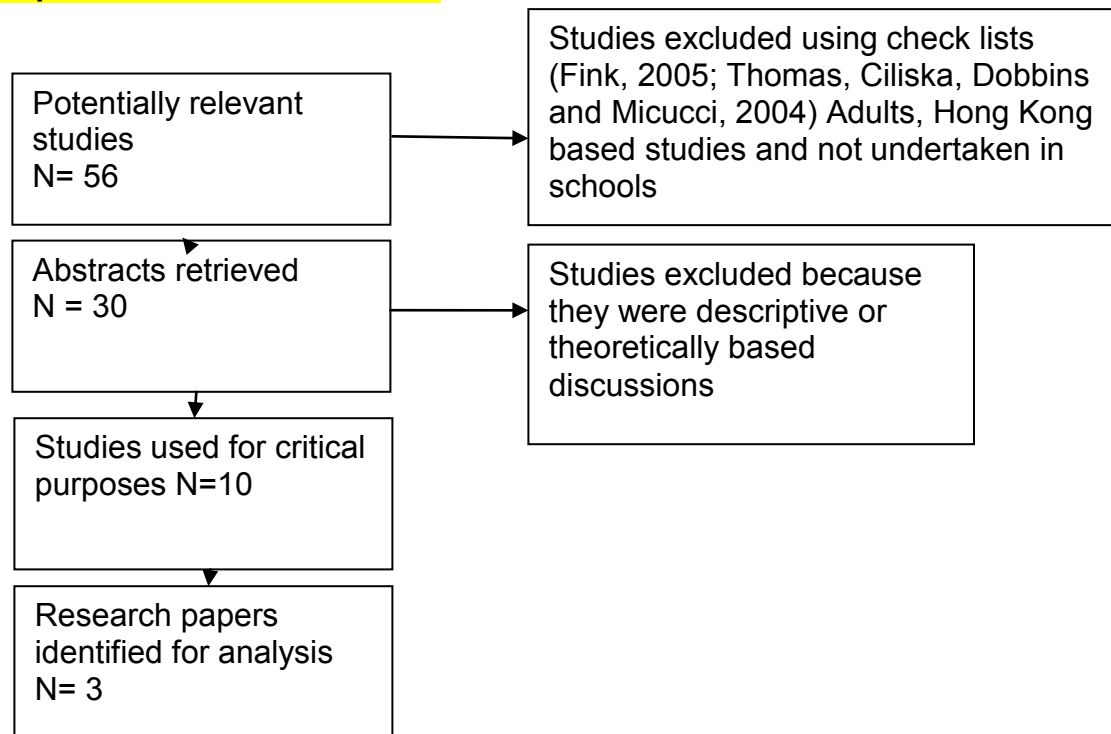 Potentially relevant
studies
N= 56
Studies excluded using check lists
(Fink, 2005; Thomas, Ciliska, Dobbins
and Micucci, 2004) Adults, Hong Kong
based studies and not undertaken in
schools
Abstracts retrieved
N = 30
Studies excluded because
they were descriptive or
theoretically based
discussions
Studies used for critical
purposes N=10
Research papers
identified for analysis
N= 3